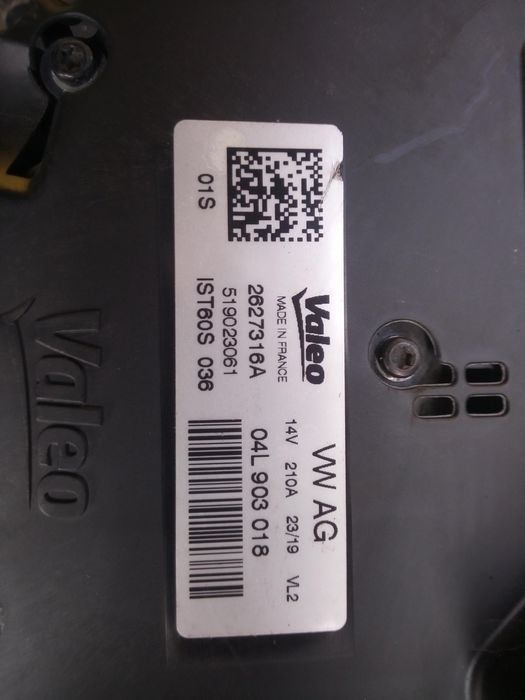 Valeo
MADE IN FRANCE
2627316A
519023061
IST60S 036
01S
VW AG
14V 210A 23/19 VL2
04L 903 018
Valeo